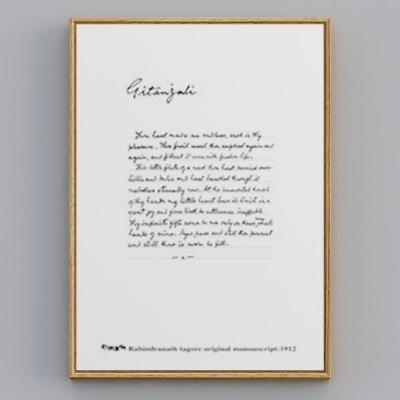 Gitanjali
Thou hast made me endless, such is thy
pleasure. This frail vessel thou emptiest again and
again, and fillest it ever with fresh life.
This little flute of a reed thou hast carried over
hills and dales and hast breathed through it
melodies eternally new. At the immortal touch
of thy hands my little heart loses its limit in
great joy and gives birth to utterance ineffable.
Thy infinite gifts come to me only on these small
hands of mine. Ages pass and still thou pourest
and still there is room to fill.
Rabindranath tagore original manuscript:1912